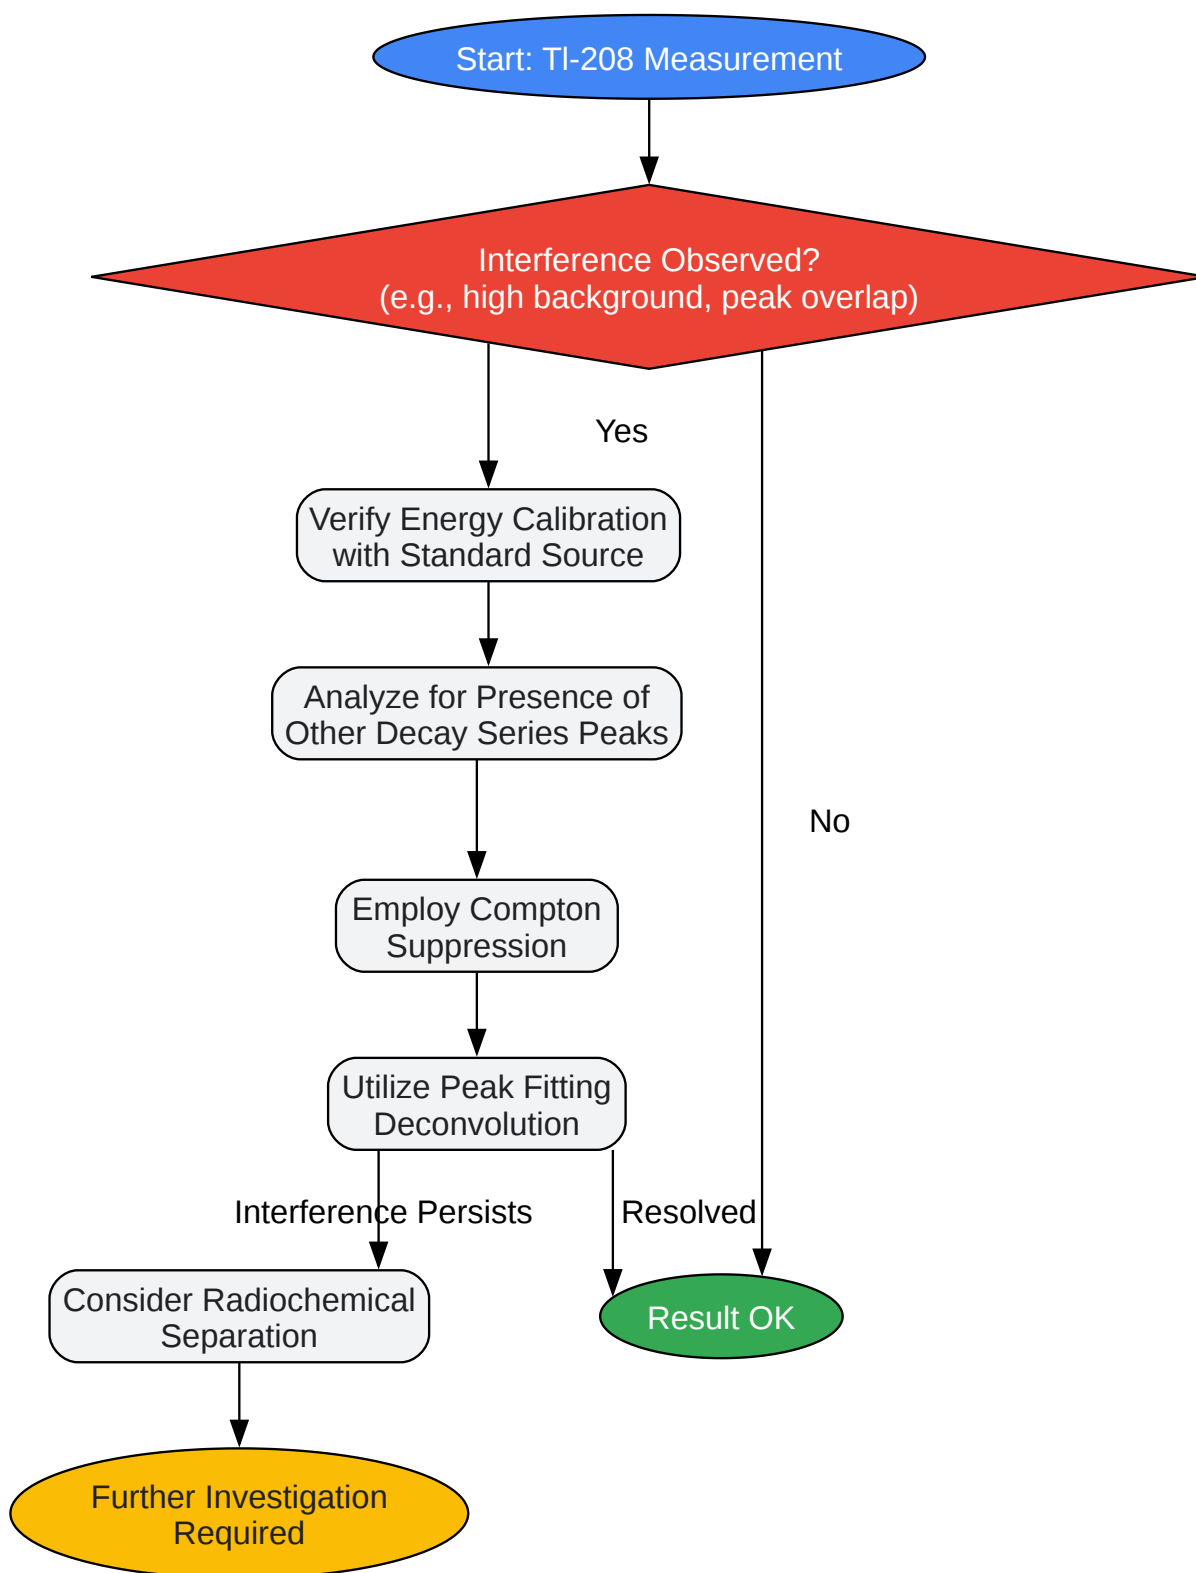 Start: Tl-208 Measurement
Interference Observed?
(e.g., high background, peak overlap)
Yes
Verify Energy Calibration
with Standard Source
Analyze for Presence of
Other Decay Series Peaks
No
Employ Compton
Suppression
Utilize Peak Fitting
Deconvolution
Interference Persists
Resolved
Consider Radiochemical
Separation
Result OK
Further Investigation
Required